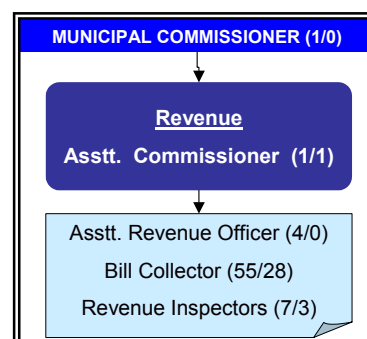 MUNICIPAL COMMISSIONER (1/0)
Revenue
Asstt. Commissioner (1/1)
Asstt. Revenue Officer (4/0)
Bill Collector (55/28)
Revenue Inspectors (7/3)